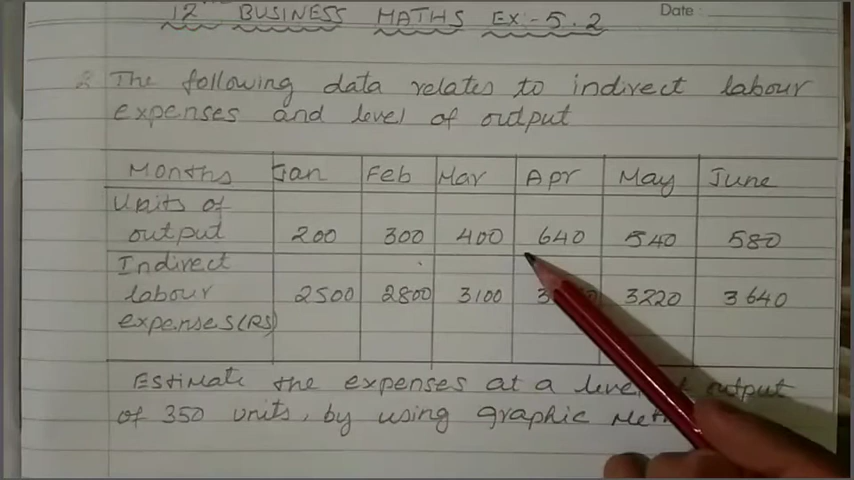 12 BUSINESS MATHS EX:-5.2
Date:
2 The following data relates to indirect labour
expenses and level of output
Months Jan Feb Mar Apr May June
Units of
output 200 300 400 640 540 580
Indirect
labour 2500 2800 3100 3220 3640
expenses(RS)
Estimate the expenses at a level output
of 350 units, by using graphic